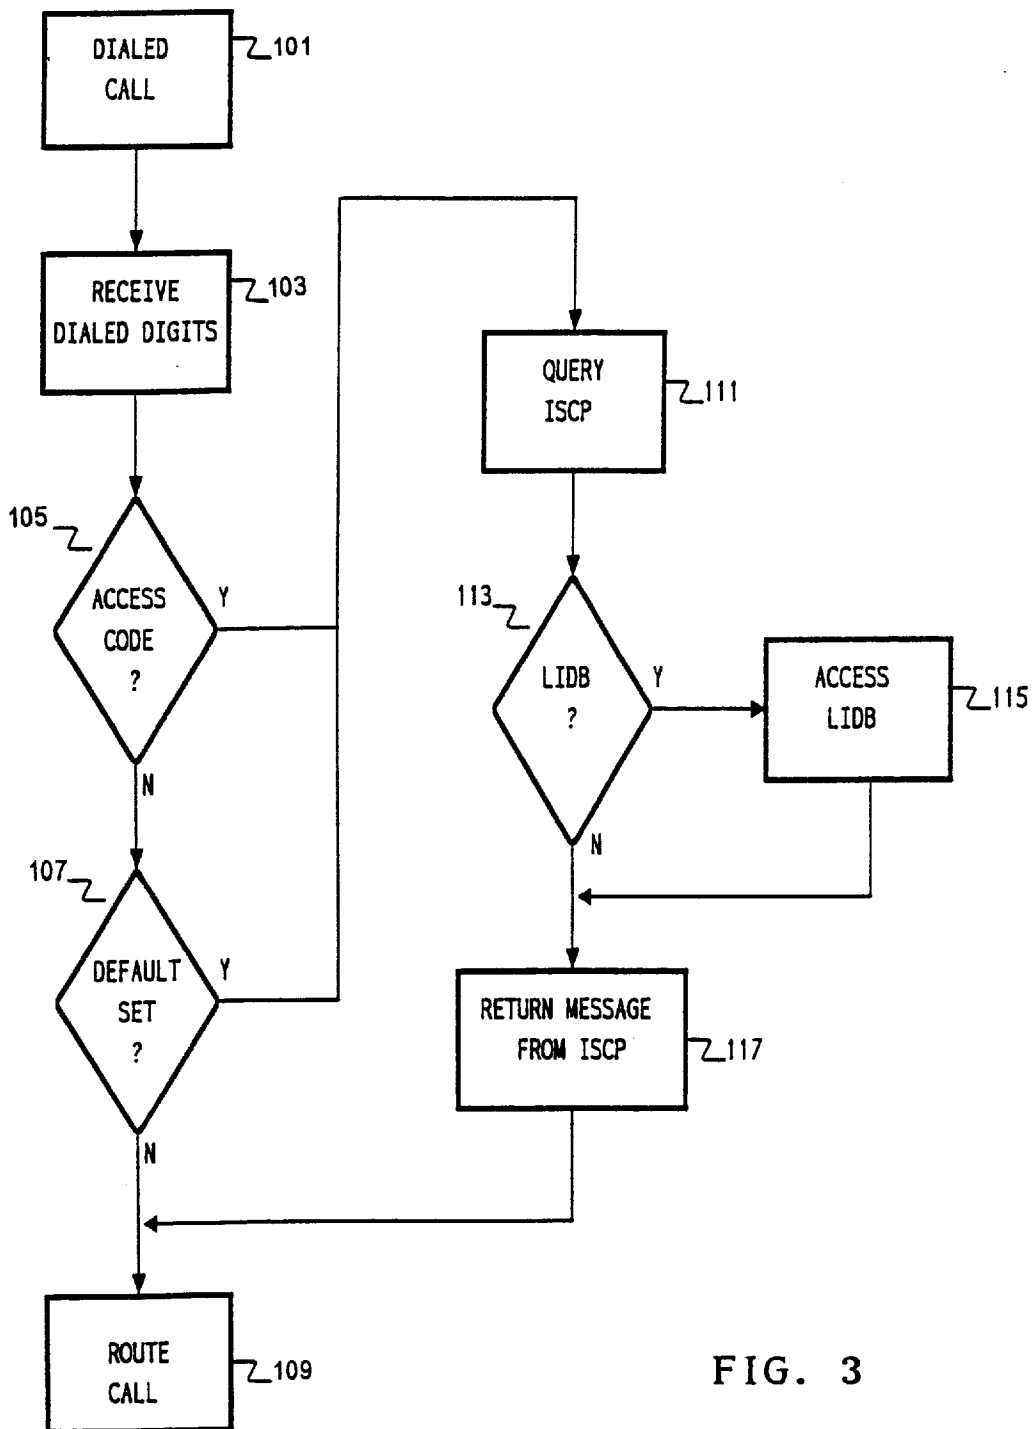 DIALED
CALL
101
RECEIVE
DIALED DIGITS
103
105
ACCESS
CODE
?
Y
N
107
DEFAULT
SET
?
Y
N
ROUTE
CALL
109
QUERY
ISCP
111
113
LIDB
?
Y
N
ACCESS
LIDB
115
RETURN MESSAGE
FROM ISCP
117
FIG. 3